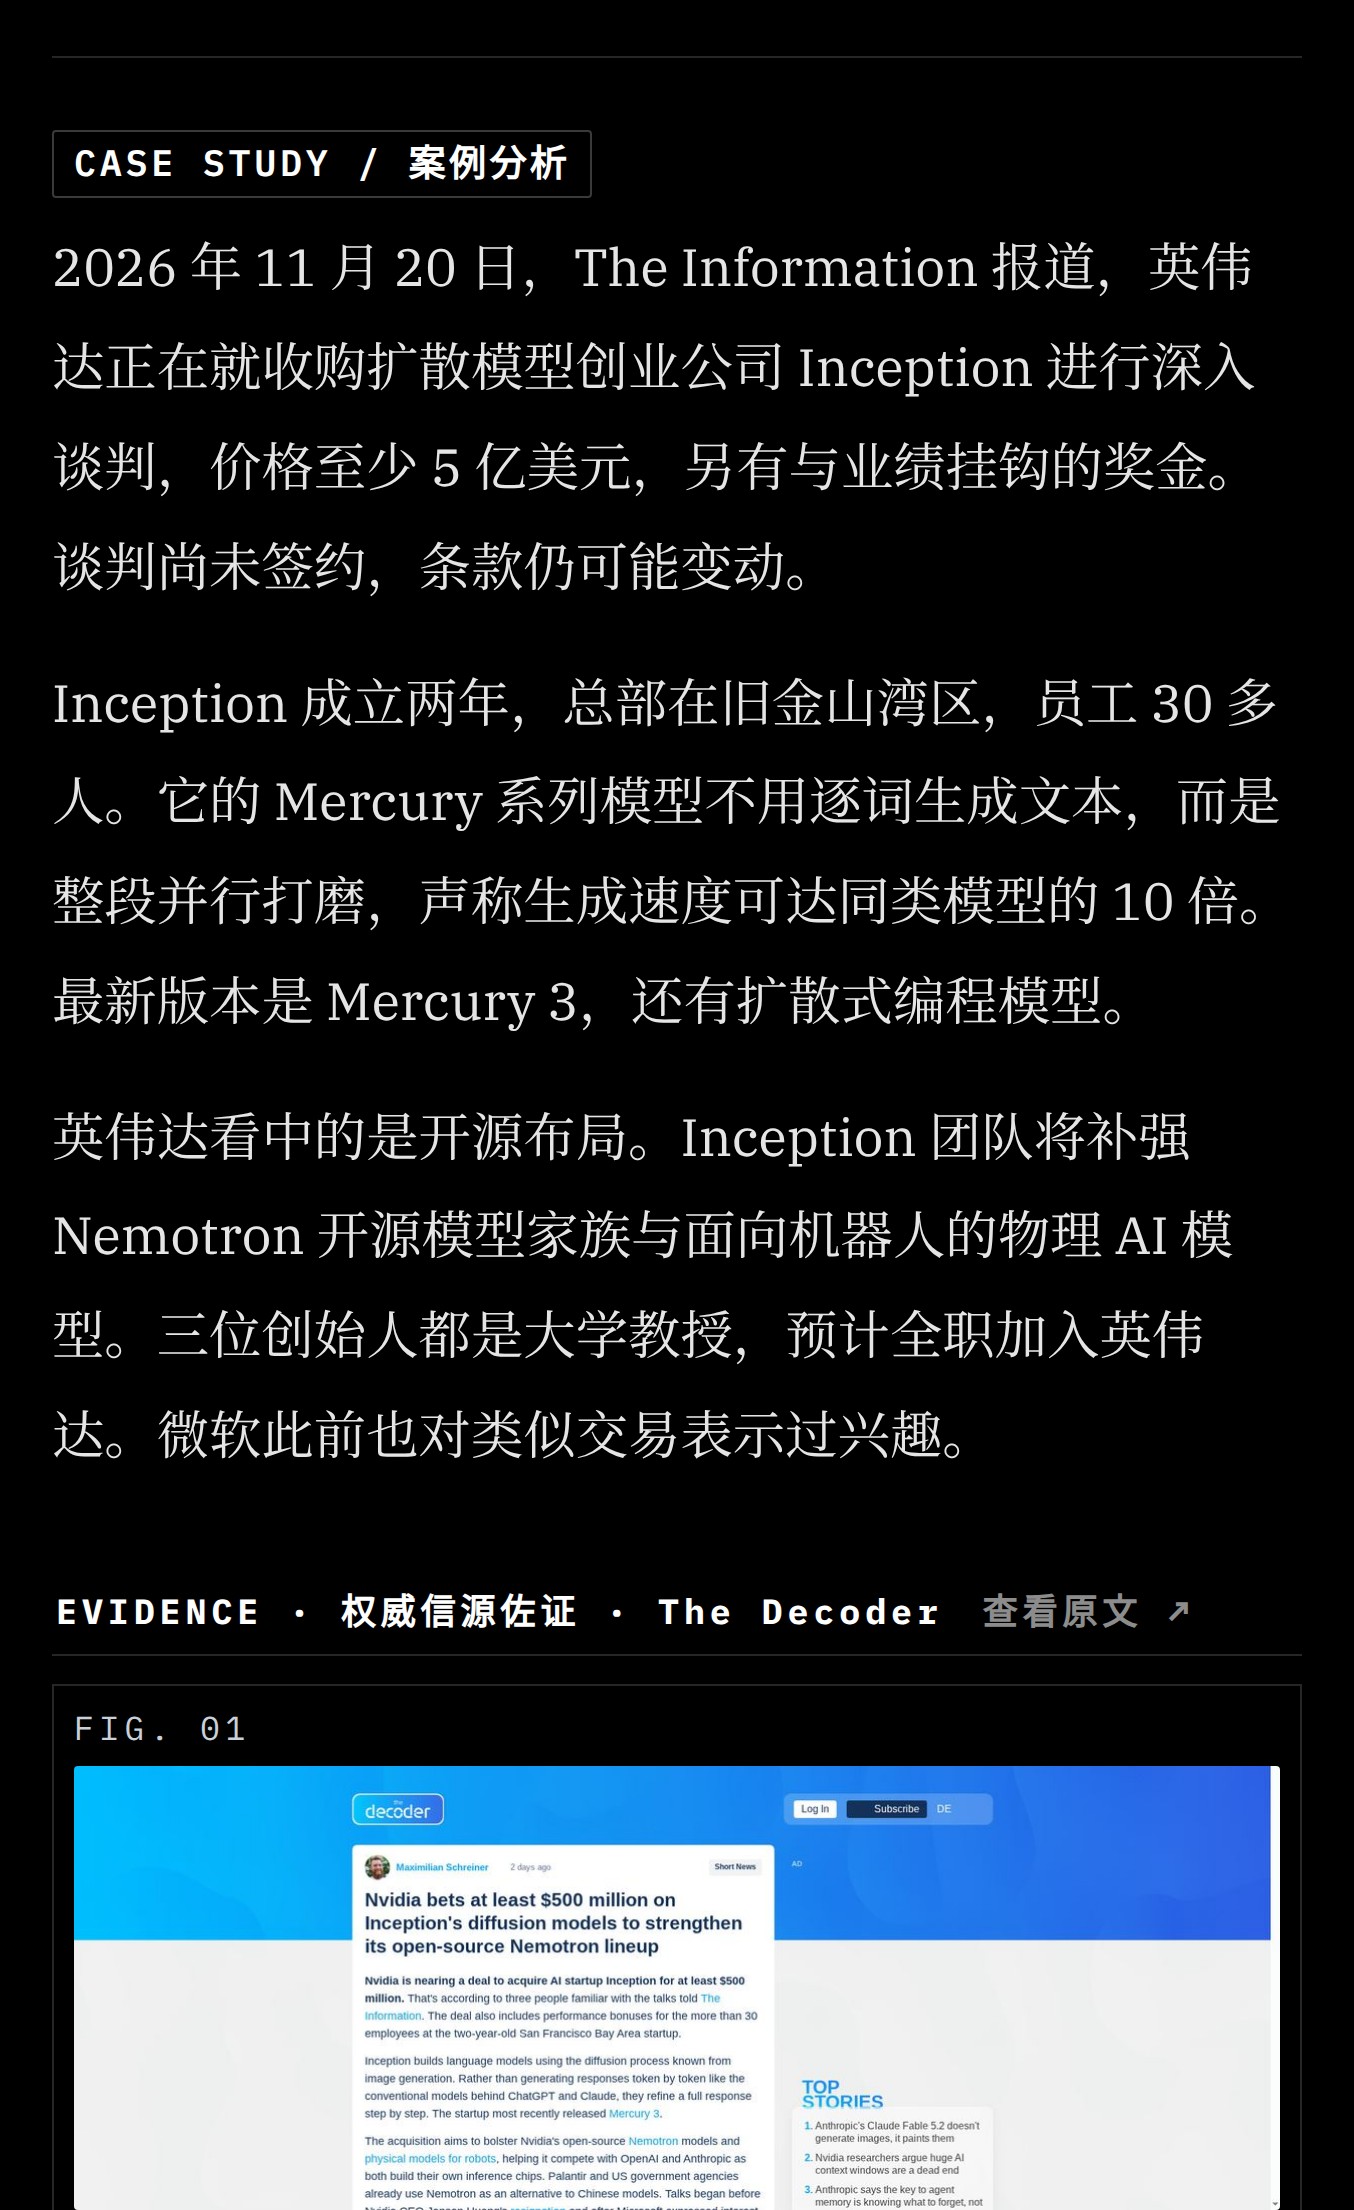 CASE STUDY / 案例分析
2026 年 11 月 20 日，The Information 报道，英伟
达正在就收购扩散模型创业公司 Inception 进行深入
谈判，价格至少 5 亿美元，另有与业绩挂钩的奖金。
谈判尚未签约，条款仍可能变动。
Inception 成立两年，总部在旧金山湾区，员工 30 多
人。它的 Mercury 系列模型不用逐词生成文本，而是
整段并行打磨，声称生成速度可达同类模型的 10 倍。
最新版本是 Mercury 3，还有扩散式编程模型。
英伟达看中的是开源布局。Inception 团队将补强
Nemotron 开源模型家族与面向机器人的物理 AI 模
型。三位创始人都是大学教授，预计全职加入英伟
达。微软此前也对类似交易表示过兴趣。
EVIDENCE · 权威信源佐证 · The Decoder 查看原文 ↗
FIG. 01
the
decoder
Log In Subscribe DE
Maximilian Schreiner 2 days ago Short News
AD
Nvidia bets at least $500 million on
Inception's diffusion models to strengthen
its open-source Nemotron lineup
Nvidia is nearing a deal to acquire AI startup Inception for at least $500
million. That's according to three people familiar with the talks told The
Information. The deal also includes performance bonuses for the more than 30
employees at the two-year-old San Francisco Bay Area startup.
Inception builds language models using the diffusion process known from
image generation. Rather than generating responses token by token like the
conventional models behind ChatGPT and Claude, they refine a full response
step by step. The startup most recently released Mercury 3.
The acquisition aims to bolster Nvidia's open-source Nemotron models and
physical models for robots, helping it compete with OpenAI and Anthropic as
both build their own inference chips. Palantir and US government agencies
already use Nemotron as an alternative to Chinese models. Talks began before
TOP
STORIES
1. Anthropic's Claude Fable 5.2 doesn't
generate images, it paints them
2. Nvidia researchers argue huge AI
context windows are a dead end
3. Anthropic says the key to agent
memory is knowing what to forget, not